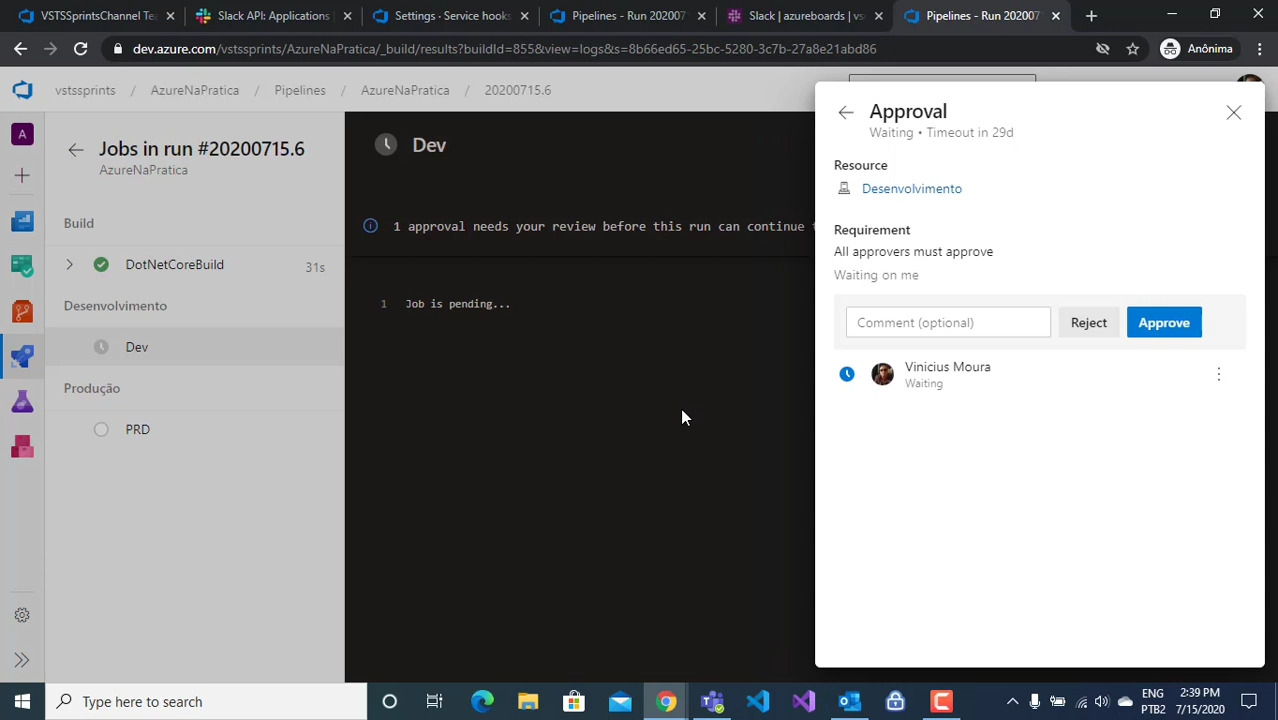 VSTSSprintsChannel Te
Slack API: Applications
Settings · Service hooks
Pipelines - Run 202007
Slack | azureboards | vs
Pipelines - Run 202007
dev.azure.com/vstssprints/AzureNaPratica/_build/results?buildId=855&view=logs&s=8b66ed65-25bc-5280-3c7b-27a8e21abd86
Anônima
vstssprints / AzureNaPratica / Pipelines / AzureNaPratica / 20200715.6
A
Jobs in run #20200715.6
AzureNaPratica
Build
DotNetCoreBuild 31s
Desenvolvimento
Dev
Produção
PRD
Dev
1 approval needs your review before this run can continue
1 Job is pending...
Approval
Waiting • Timeout in 29d
Resource
Desenvolvimento
Requirement
All approvers must approve
Waiting on me
Comment (optional)
Reject
Approve
Vinicius Moura
Waiting
Type here to search
ENG
PTB2
2:39 PM
7/15/2020